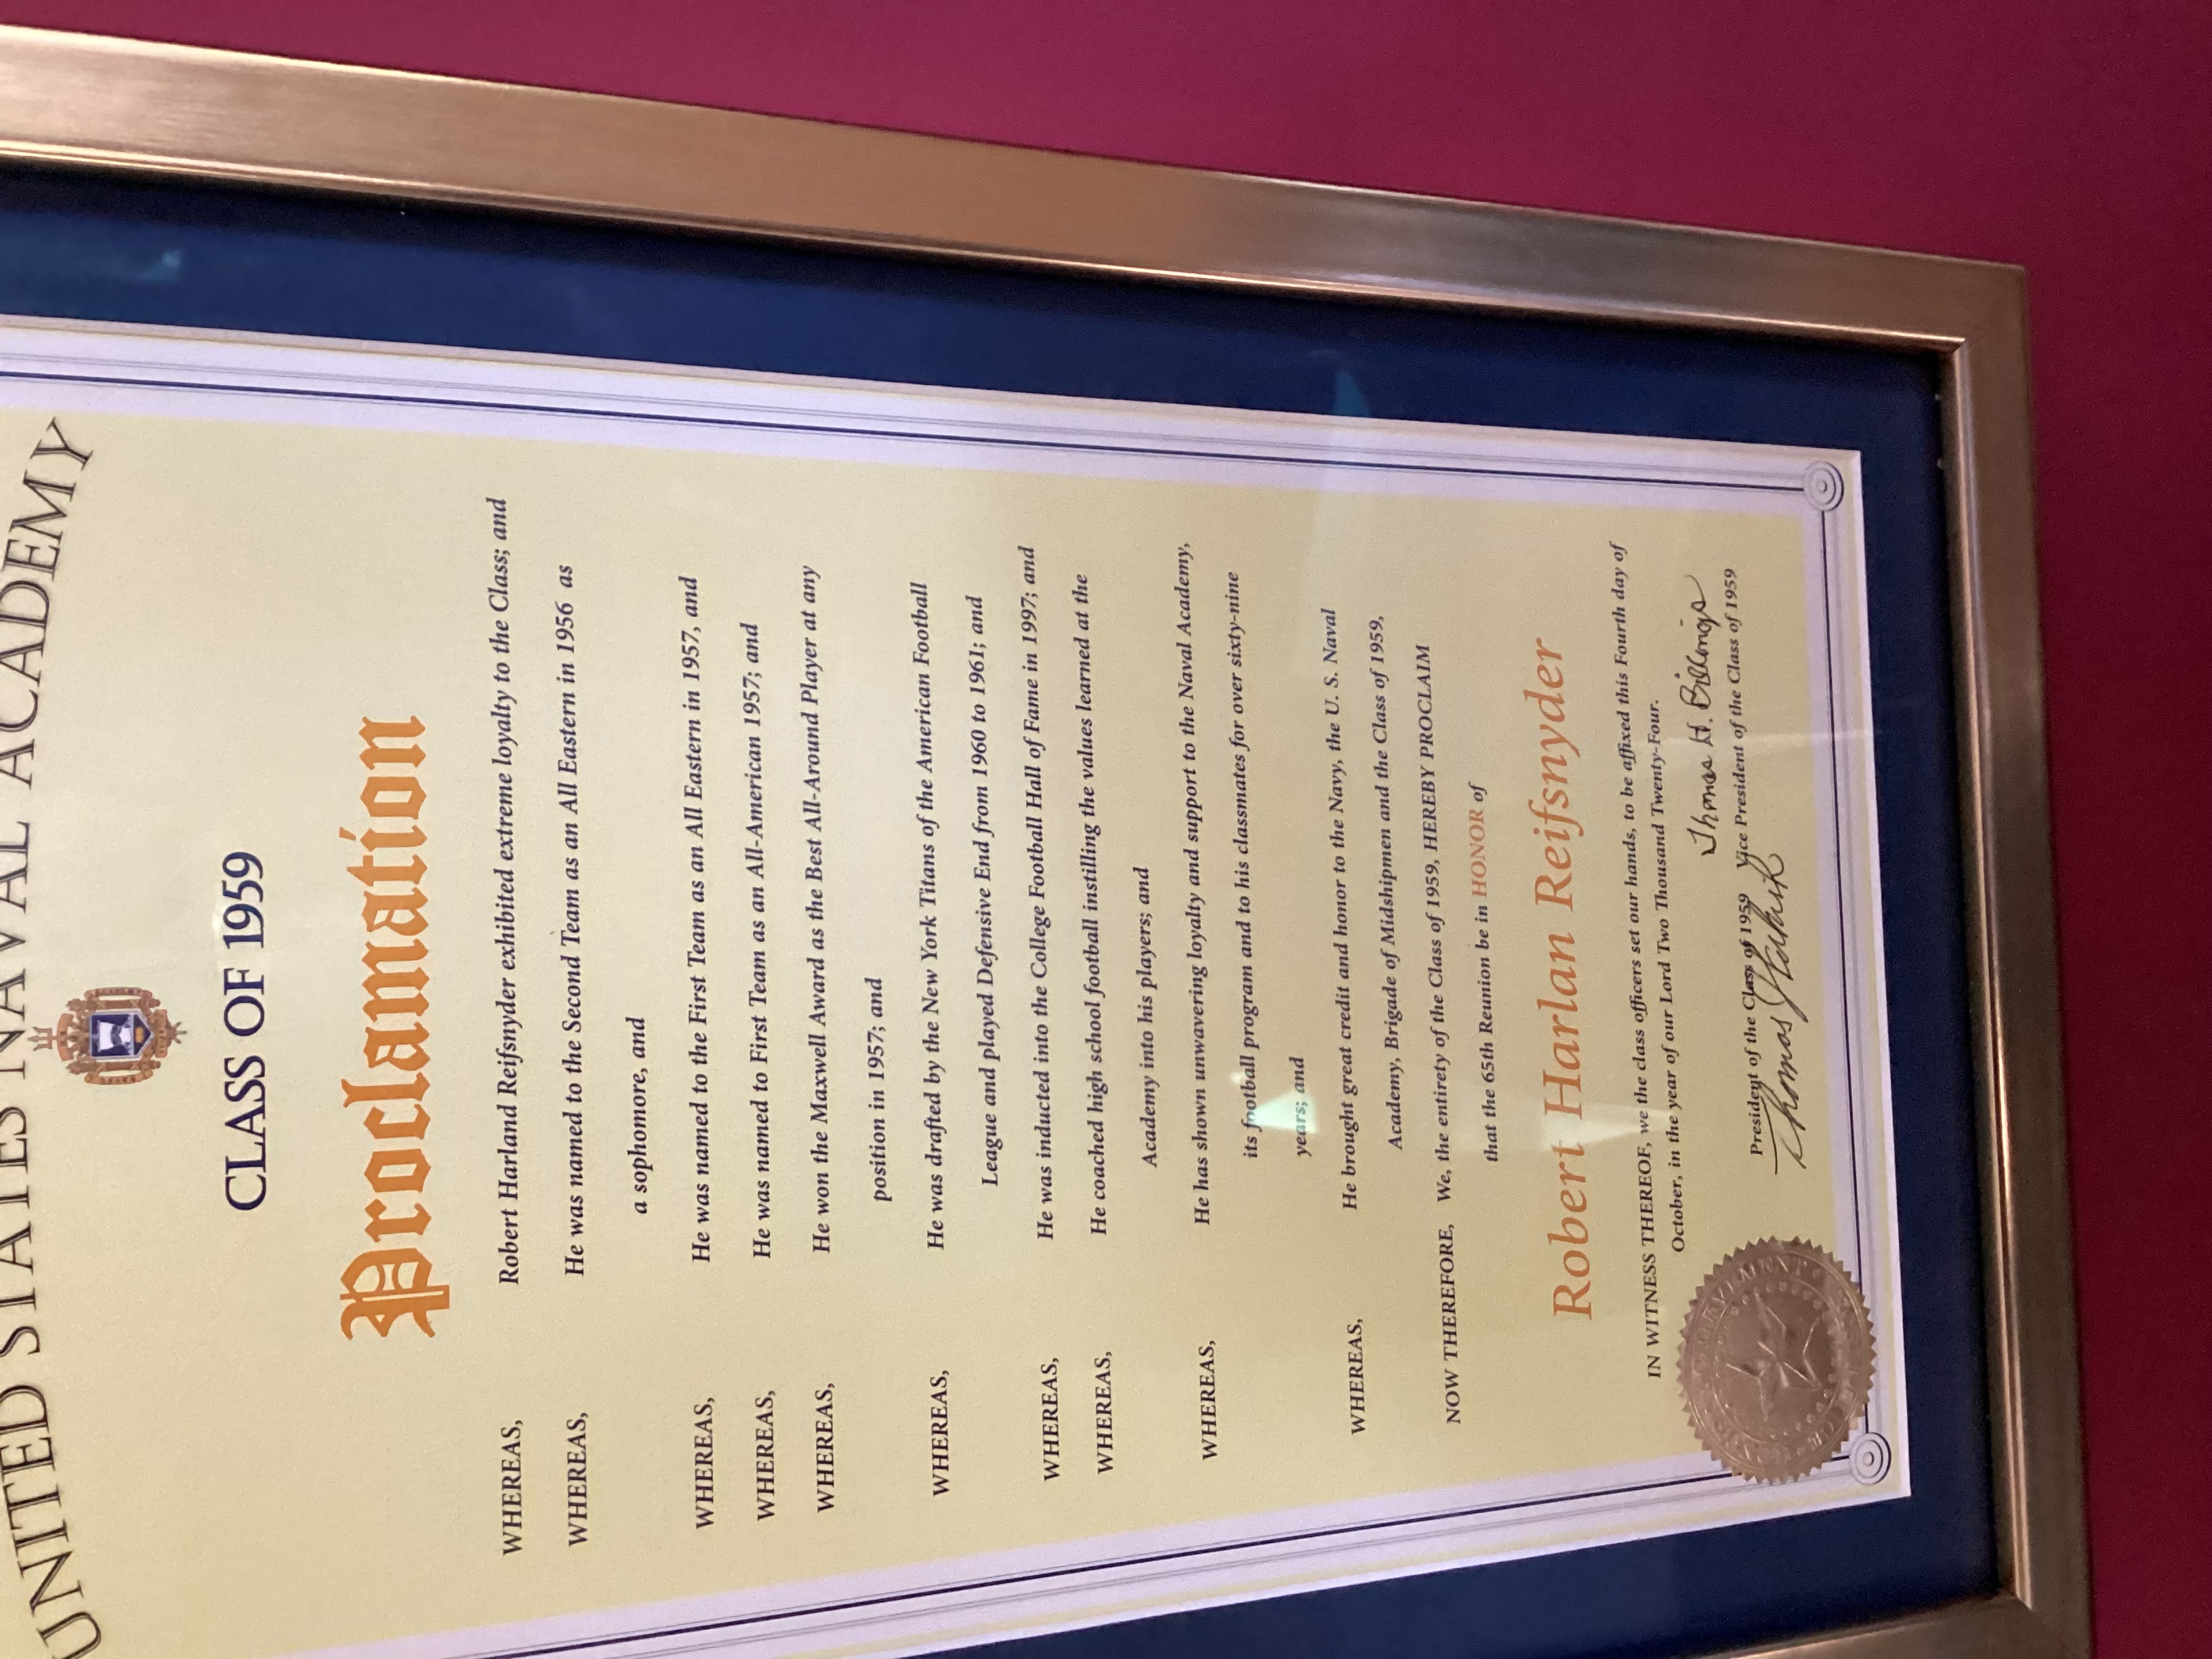 UNITED STATES NAVAL ACADEMY
CLASS OF 1959
Proclamation
WHEREAS, Robert Harland Reifsnyder exhibited extreme loyalty to the Class; and
WHEREAS, He was named to the Second Team as an All Eastern in 1956 as
a sophomore, and
WHEREAS, He was named to the First Team as an All Eastern in 1957, and
WHEREAS, He was named to First Team as an All-American 1957; and
WHEREAS, He won the Maxwell Award as the Best All-Around Player at any
position in 1957; and
WHEREAS, He was drafted by the New York Titans of the American Football
League and played Defensive End from 1960 to 1961; and
WHEREAS, He was inducted into the College Football Hall of Fame in 1997; and
WHEREAS, He coached high school football instilling the values learned at the
Academy into his players; and
WHEREAS, He has shown unwavering loyalty and support to the Naval Academy,
its football program and to his classmates for over sixty-nine
years; and
WHEREAS, He brought great credit and honor to the Navy, the U. S. Naval
Academy, Brigade of Midshipmen and the Class of 1959,
NOW THEREFORE, We, the entirety of the Class of 1959, HEREBY PROCLAIM
that the 65th Reunion be in HONOR of
Robert Harlan Reifsnyder
IN WITNESS THEREOF, we the class officers set our hands, to be affixed this Fourth day of
October, in the year of our Lord Two Thousand Twenty-Four.
Thomas H. Billings
President of the Class of 1959 Vice President of the Class of 1959
Thomas